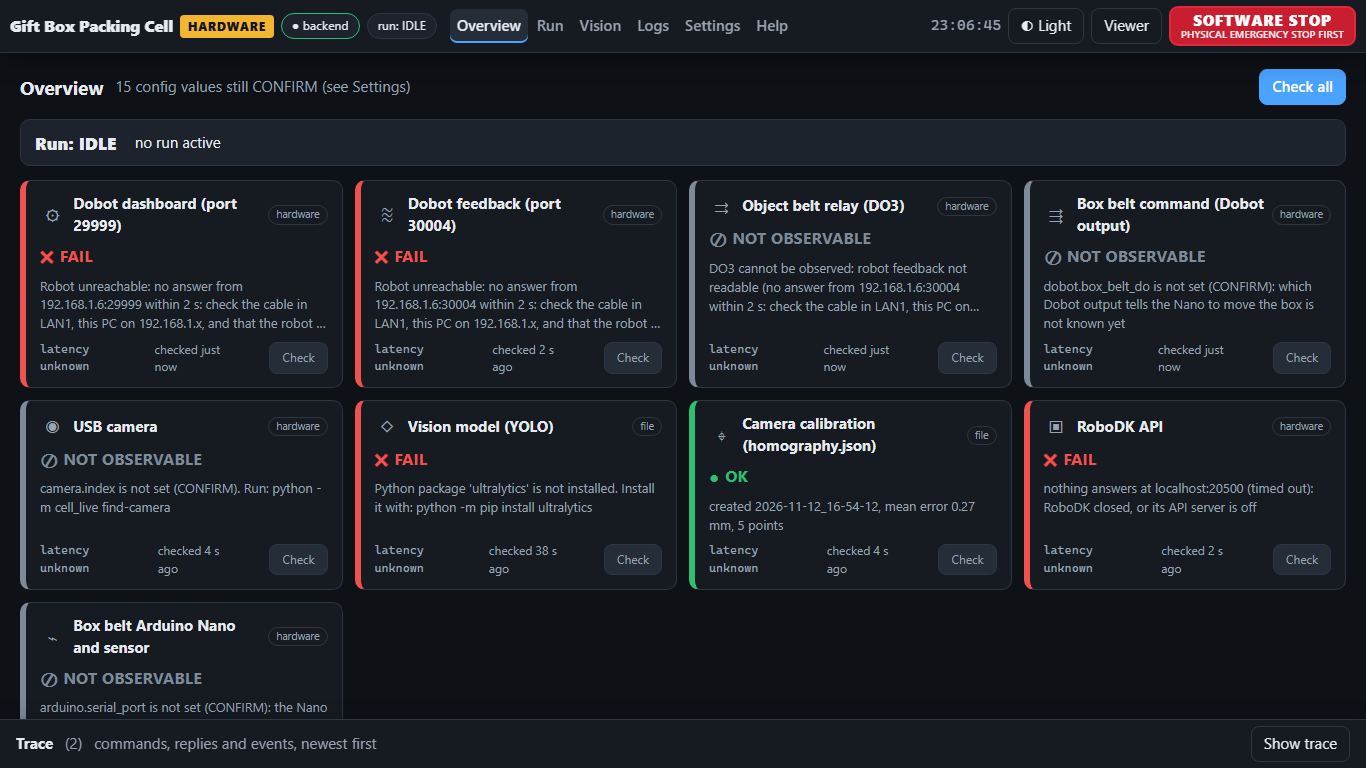 Gift Box Packing Cell HARDWARE ● backend run: IDLE Overview Run Vision Logs Settings Help 23:06:45 Light Viewer SOFTWARE STOP
PHYSICAL EMERGENCY STOP FIRST
Overview 15 config values still CONFIRM (see Settings) Check all
Run: IDLE no run active
Dobot dashboard (port
29999)
hardware
FAIL
Robot unreachable: no answer from
192.168.1.6:29999 within 2 s: check the cable in
LAN1, this PC on 192.168.1.x, and that the robot ...
latency
unknown
checked just
now
Check
Dobot feedback (port
30004)
hardware
FAIL
Robot unreachable: no answer from
192.168.1.6:30004 within 2 s: check the cable in
LAN1, this PC on 192.168.1.x, and that the robot ...
latency
unknown
checked 2 s
ago
Check
Object belt relay (DO3)
hardware
NOT OBSERVABLE
DO3 cannot be observed: robot feedback not
readable (no answer from 192.168.1.6:30004
within 2 s: check the cable in LAN1, this PC on...
latency
unknown
checked just
now
Check
Box belt command (Dobot
output)
hardware
NOT OBSERVABLE
dobot.box_belt_do is not set (CONFIRM): which
Dobot output tells the Nano to move the box is
not known yet
latency
unknown
checked just
now
Check
USB camera
hardware
NOT OBSERVABLE
camera.index is not set (CONFIRM). Run: python -
m cell_live find-camera
latency
unknown
checked 4 s
ago
Check
Vision model (YOLO)
file
FAIL
Python package 'ultralytics' is not installed. Install
it with: python -m pip install ultralytics
latency
unknown
checked 38 s
ago
Check
Camera calibration
(homography.json)
file
OK
created 2026-11-12_16-54-12, mean error 0.27
mm, 5 points
latency
unknown
checked 4 s
ago
Check
RoboDK API
hardware
FAIL
nothing answers at localhost:20500 (timed out):
RoboDK closed, or its API server is off
latency
unknown
checked 2 s
ago
Check
Box belt Arduino Nano
and sensor
hardware
NOT OBSERVABLE
arduino.serial_port is not set (CONFIRM): the Nano
Trace (2) commands, replies and events, newest first Show trace